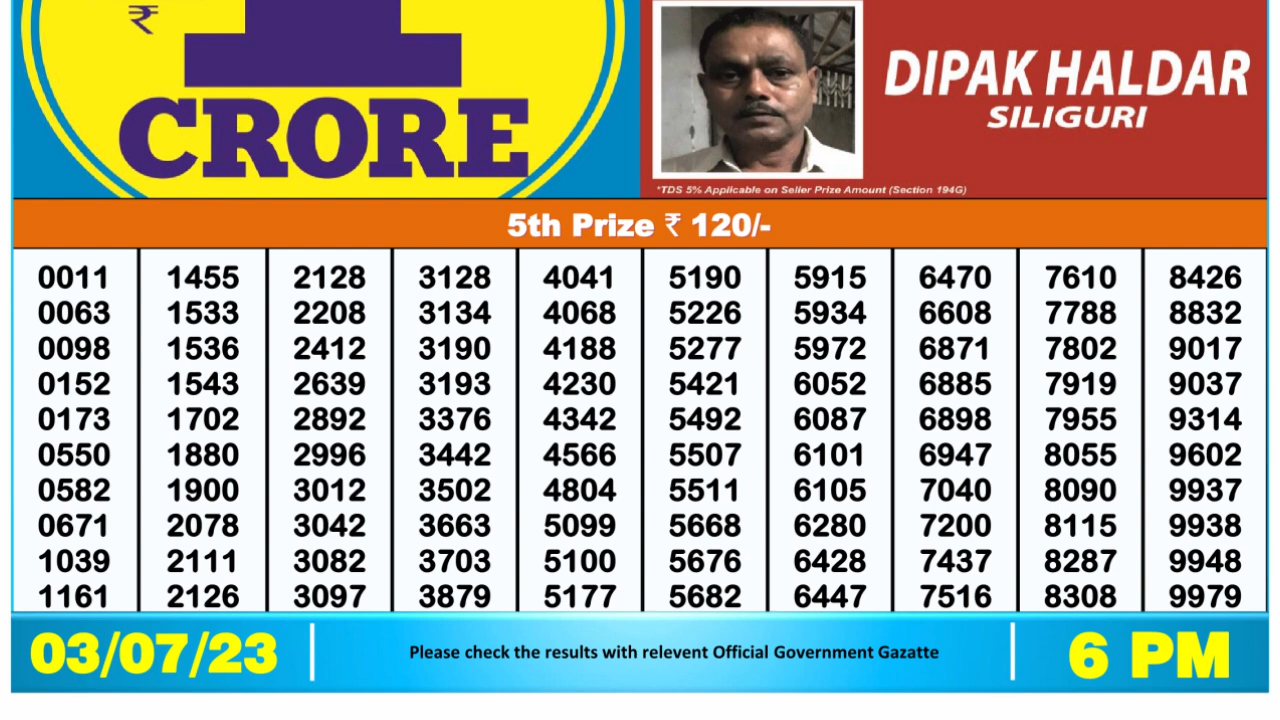 ₹
1
CRORE
DIPAK HALDAR
SILIGURI
*TDS 5% Applicable on Seller Prize Amount (Section 194G)
5th Prize ₹ 120/-
0011 1455 2128 3128 4041 5190 5915 6470 7610 8426
0063 1533 2208 3134 4068 5226 5934 6608 7788 8832
0098 1536 2412 3190 4188 5277 5972 6871 7802 9017
0152 1543 2639 3193 4230 5421 6052 6885 7919 9037
0173 1702 2892 3376 4342 5492 6087 6898 7955 9314
0550 1880 2996 3442 4566 5507 6101 6947 8055 9602
0582 1900 3012 3502 4804 5511 6105 7040 8090 9937
0671 2078 3042 3663 5099 5668 6280 7200 8115 9938
1039 2111 3082 3703 5100 5676 6428 7437 8287 9948
1161 2126 3097 3879 5177 5682 6447 7516 8308 9979
03/07/23
Please check the results with relevent Official Government Gazatte
6 PM